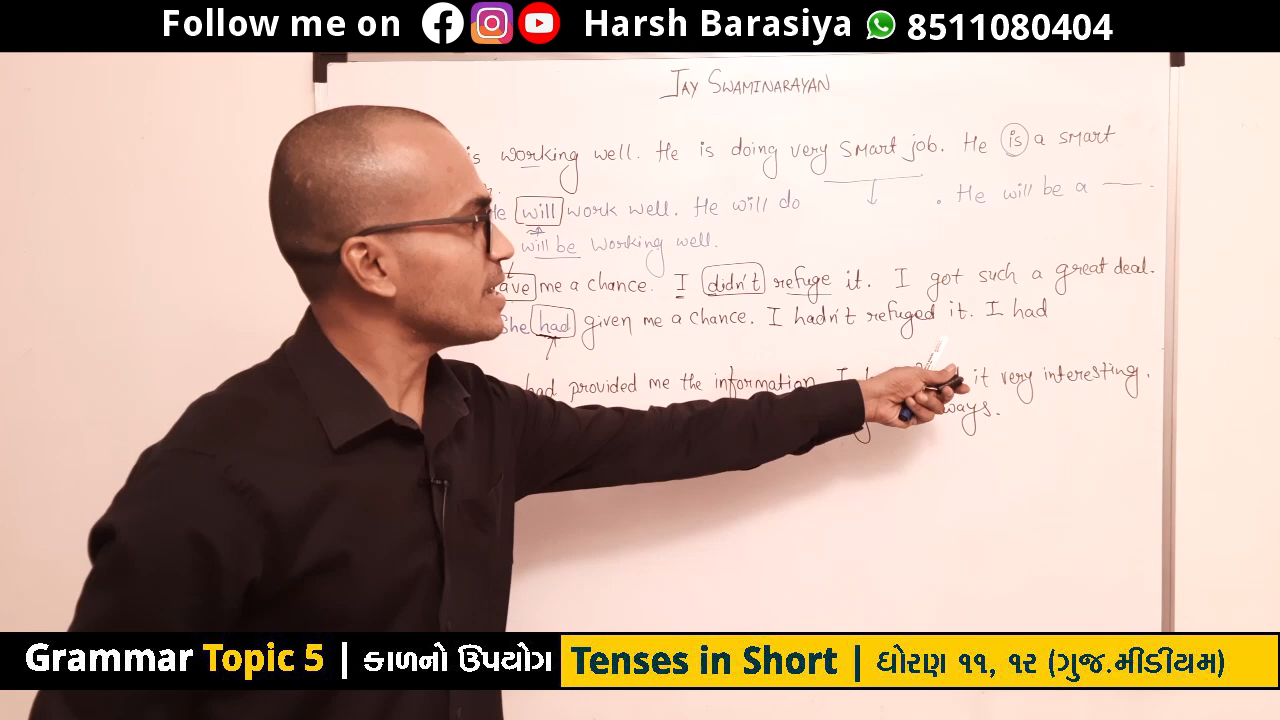 Follow me on Harsh Barasiya 8511080404
JAY SWAMINARAYAN
is working well. He is doing very smart job. He is a smart
will work well. He will do . He will be a
will be working well.
me a chance. I didn't refuge it. I got such a great deal.
She had given me a chance. I hadn't refuged it. I had
had provided me the information. it very interesting.
Grammar Topic 5 | કાળનો ઉપયોગ Tenses in Short | ધોરણ ૧૧, ૧૨ (ગુજ.મીડીયમ)